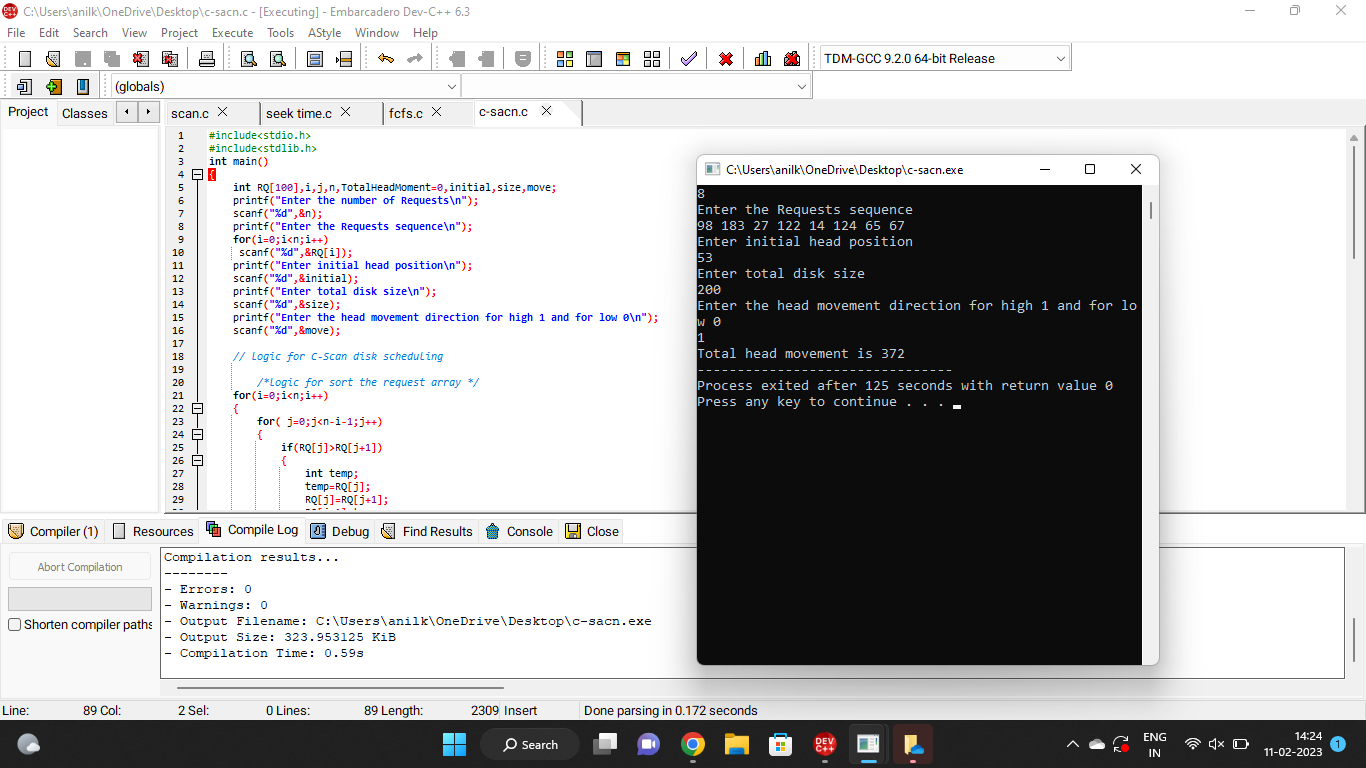 C:\Users\anilk\OneDrive\Desktop\c-sacn.c - [Executing] - Embarcadero Dev-C++ 6.3
File Edit Search View Project Execute Tools AStyle Window Help
TDM-GCC 9.2.0 64-bit Release
(globals)
Project Classes
scan.c seek time.c fcfs.c c-sacn.c
1 #include<stdio.h>
2 #include<stdlib.h>
3 int main()
4 {
5 int RQ[100],i,j,n,TotalHeadMoment=0,initial,size,move;
6 printf("Enter the number of Requests\n");
7 scanf("%d",&n);
8 printf("Enter the Requests sequence\n");
9 for(i=0;i<n;i++)
10 scanf("%d",&RQ[i]);
11 printf("Enter initial head position\n");
12 scanf("%d",&initial);
13 printf("Enter total disk size\n");
14 scanf("%d",&size);
15 printf("Enter the head movement direction for high 1 and for low 0\n");
16 scanf("%d",&move);
17
18 // logic for C-Scan disk scheduling
19
20 /*logic for sort the request array */
21 for(i=0;i<n;i++)
22 {
23 for( j=0;j<n-i-1;j++)
24 {
25 if(RQ[j]>RQ[j+1])
26 {
27 int temp;
28 temp=RQ[j];
29 RQ[j]=RQ[j+1];
C:\Users\anilk\OneDrive\Desktop\c-sacn.exe
8
Enter the Requests sequence
98 183 27 122 14 124 65 67
Enter initial head position
53
Enter total disk size
200
Enter the head movement direction for high 1 and for lo
w 0
1
Total head movement is 372
--------------------------------
Process exited after 125 seconds with return value 0
Press any key to continue . . .
Compiler (1) Resources Compile Log Debug Find Results Console Close
Abort Compilation
Shorten compiler paths
Compilation results...
--------
- Errors: 0
- Warnings: 0
- Output Filename: C:\Users\anilk\OneDrive\Desktop\c-sacn.exe
- Output Size: 323.953125 KiB
- Compilation Time: 0.59s
Line: 89 Col: 2 Sel: 0 Lines: 89 Length: 2309 Insert Done parsing in 0.172 seconds
Search
DEV C++
ENG
IN
14:24
11-02-2023
1